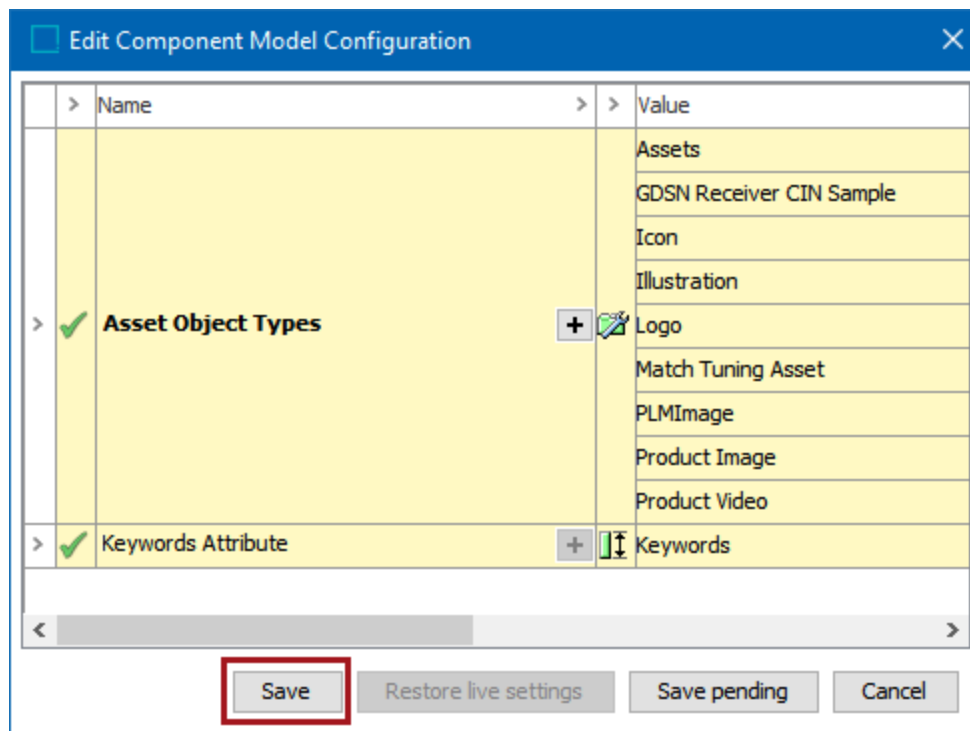 Edit Component Model Configuration
Name
Value
Asset Object Types
Assets
GDSN Receiver CIN Sample
Icon
Illustration
Logo
Match Tuning Asset
PLMImage
Product Image
Product Video
Keywords Attribute
Keywords
Save
Restore live settings
Save pending
Cancel